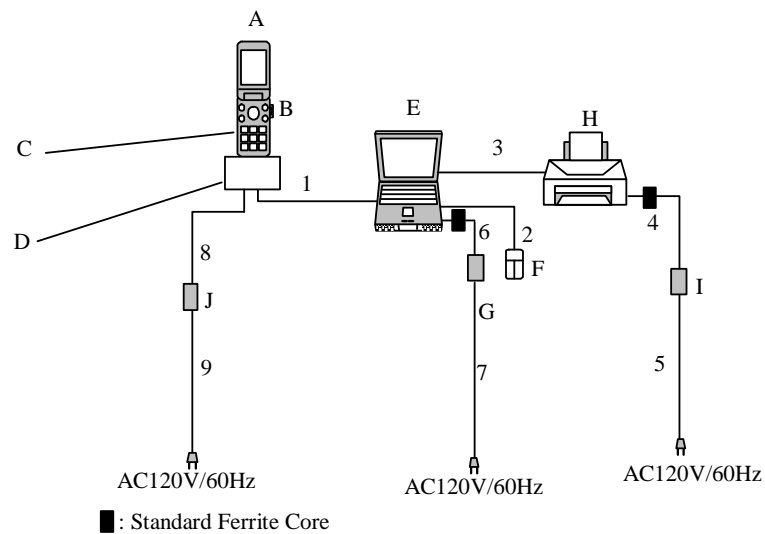 A
B
C
D
E
H
1
3
4
8
J
6
2
F
G
I
9
7
5
AC120V/60Hz
AC120V/60Hz
AC120V/60Hz
: Standard Ferrite Core